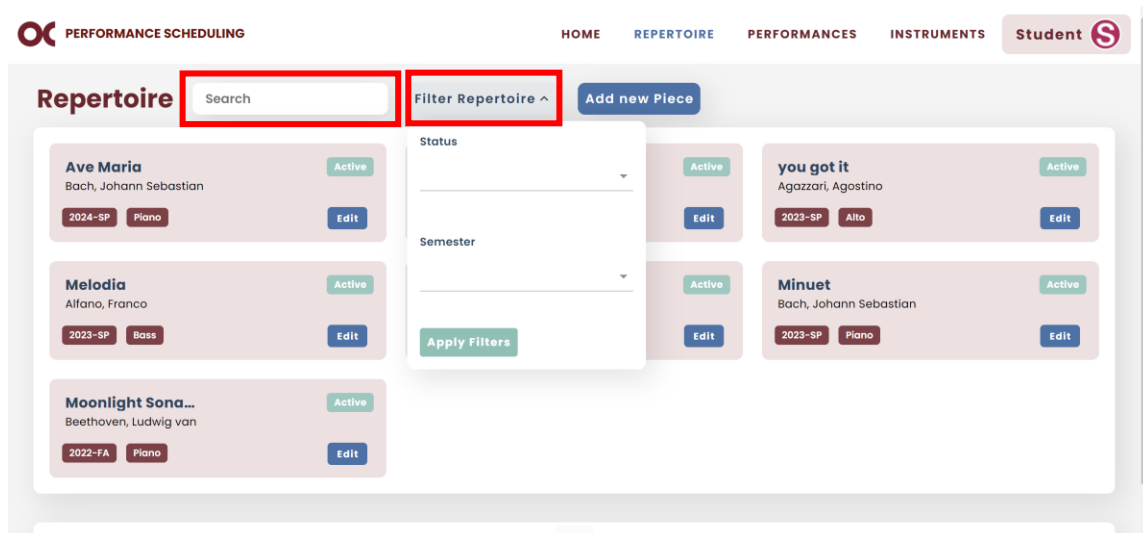 OC PERFORMANCE SCHEDULING
HOME REPERTOIRE PERFORMANCES INSTRUMENTS Student S
Repertoire Search Filter Repertoire Add new Piece
Status
Semester
Apply Filters
Ave Maria Active
Bach, Johann Sebastian
2024-SP Piano Edit
Active
Edit
you got it Active
Agazzari, Agostino
2023-SP Alto Edit
Melodia Active
Alfano, Franco
2023-SP Bass Edit
Active
Edit
Minuet Active
Bach, Johann Sebastian
2023-SP Piano Edit
Moonlight Sona... Active
Beethoven, Ludwig van
2022-FA Piano Edit